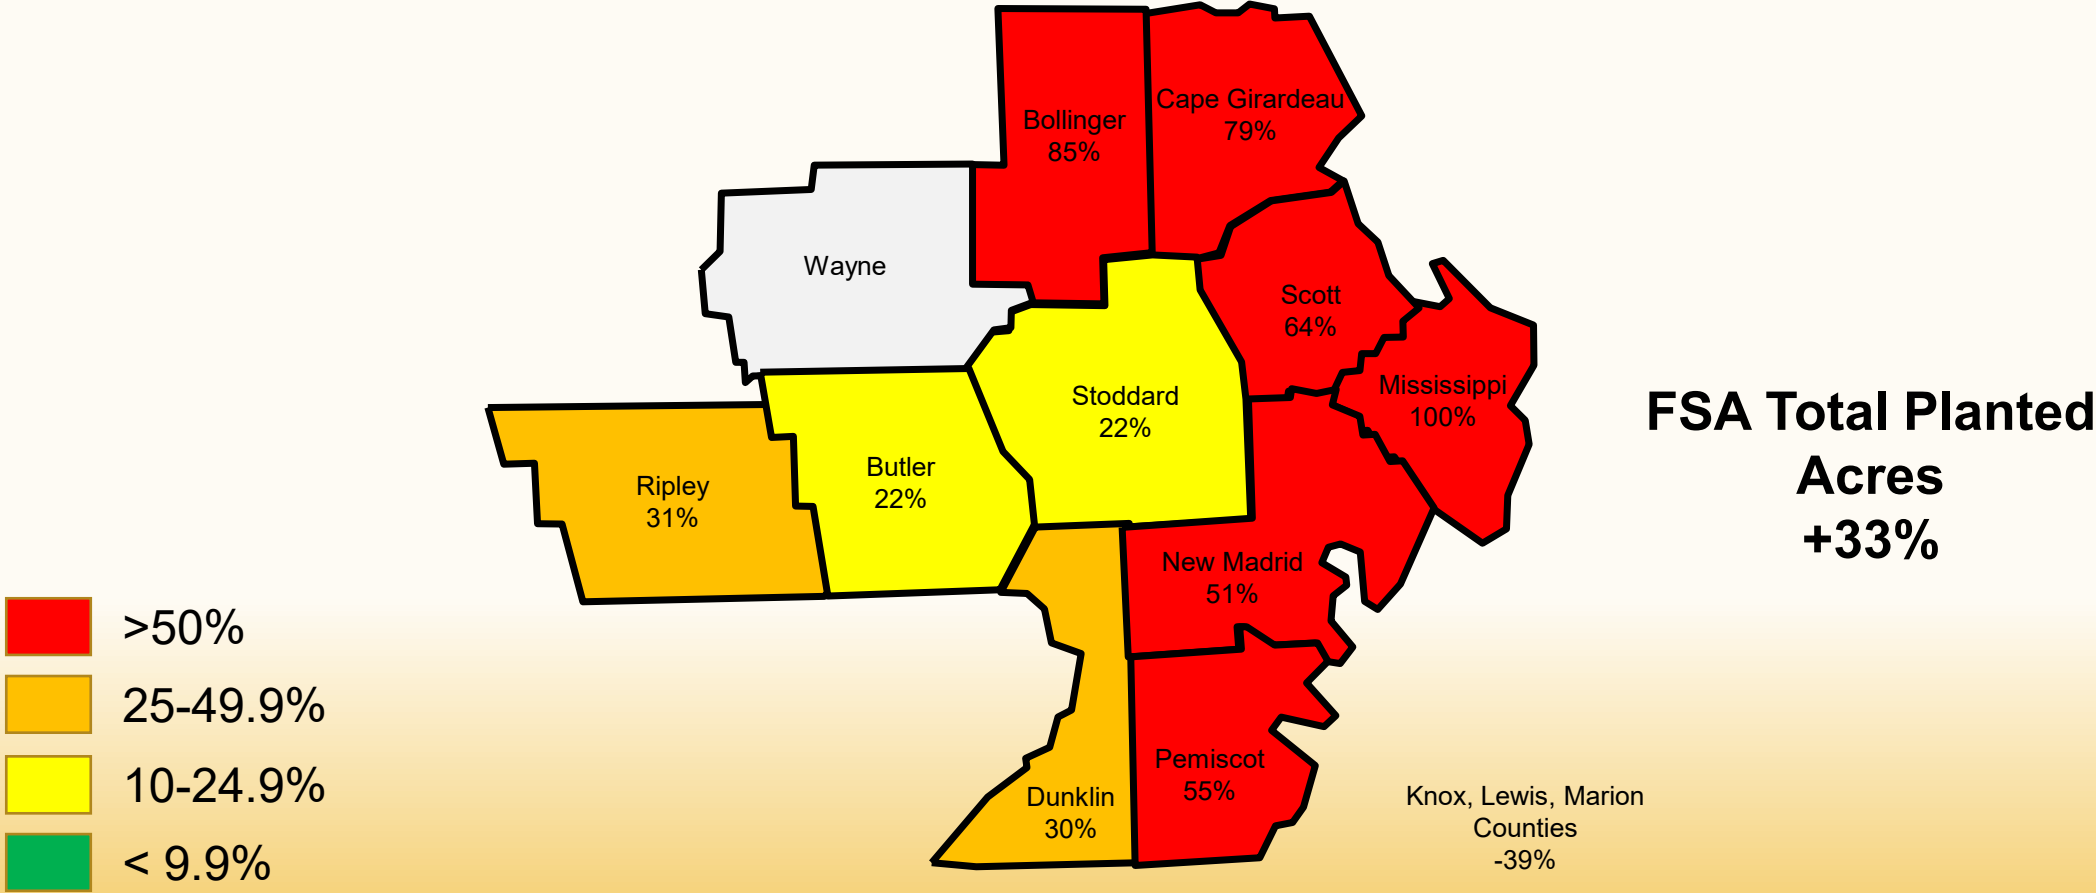 Bollinger
85%
Cape Girardeau
79%
Wayne
Scott
64%
Stoddard
22%
Mississippi
100%
Ripley
31%
Butler
22%
New Madrid
51%
Dunklin
30%
Pemiscot
55%
FSA Total Planted
Acres
+33%
>50%
25-49.9%
10-24.9%
< 9.9%
Knox, Lewis, Marion
Counties
-39%